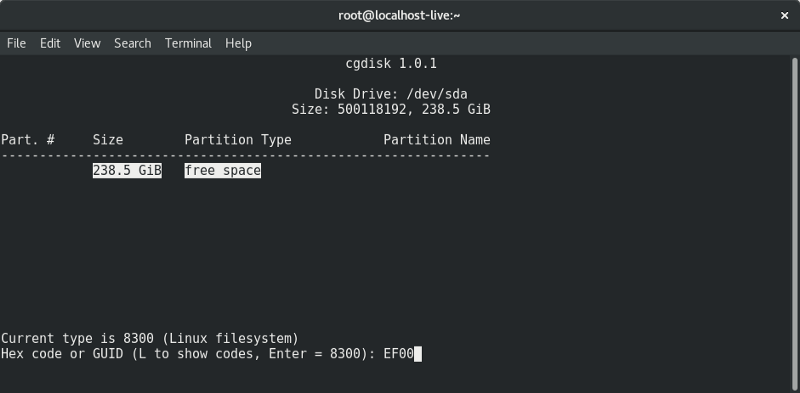 root@localhost-live:~
×
File Edit View Search Terminal Help
cgdisk 1.0.1
Disk Drive: /dev/sda
Size: 500118192, 238.5 GiB
Part. # Size Partition Type Partition Name
----------------------------------------------------------------
238.5 GiB free space
Current type is 8300 (Linux filesystem)
Hex code or GUID (L to show codes, Enter = 8300): EF00